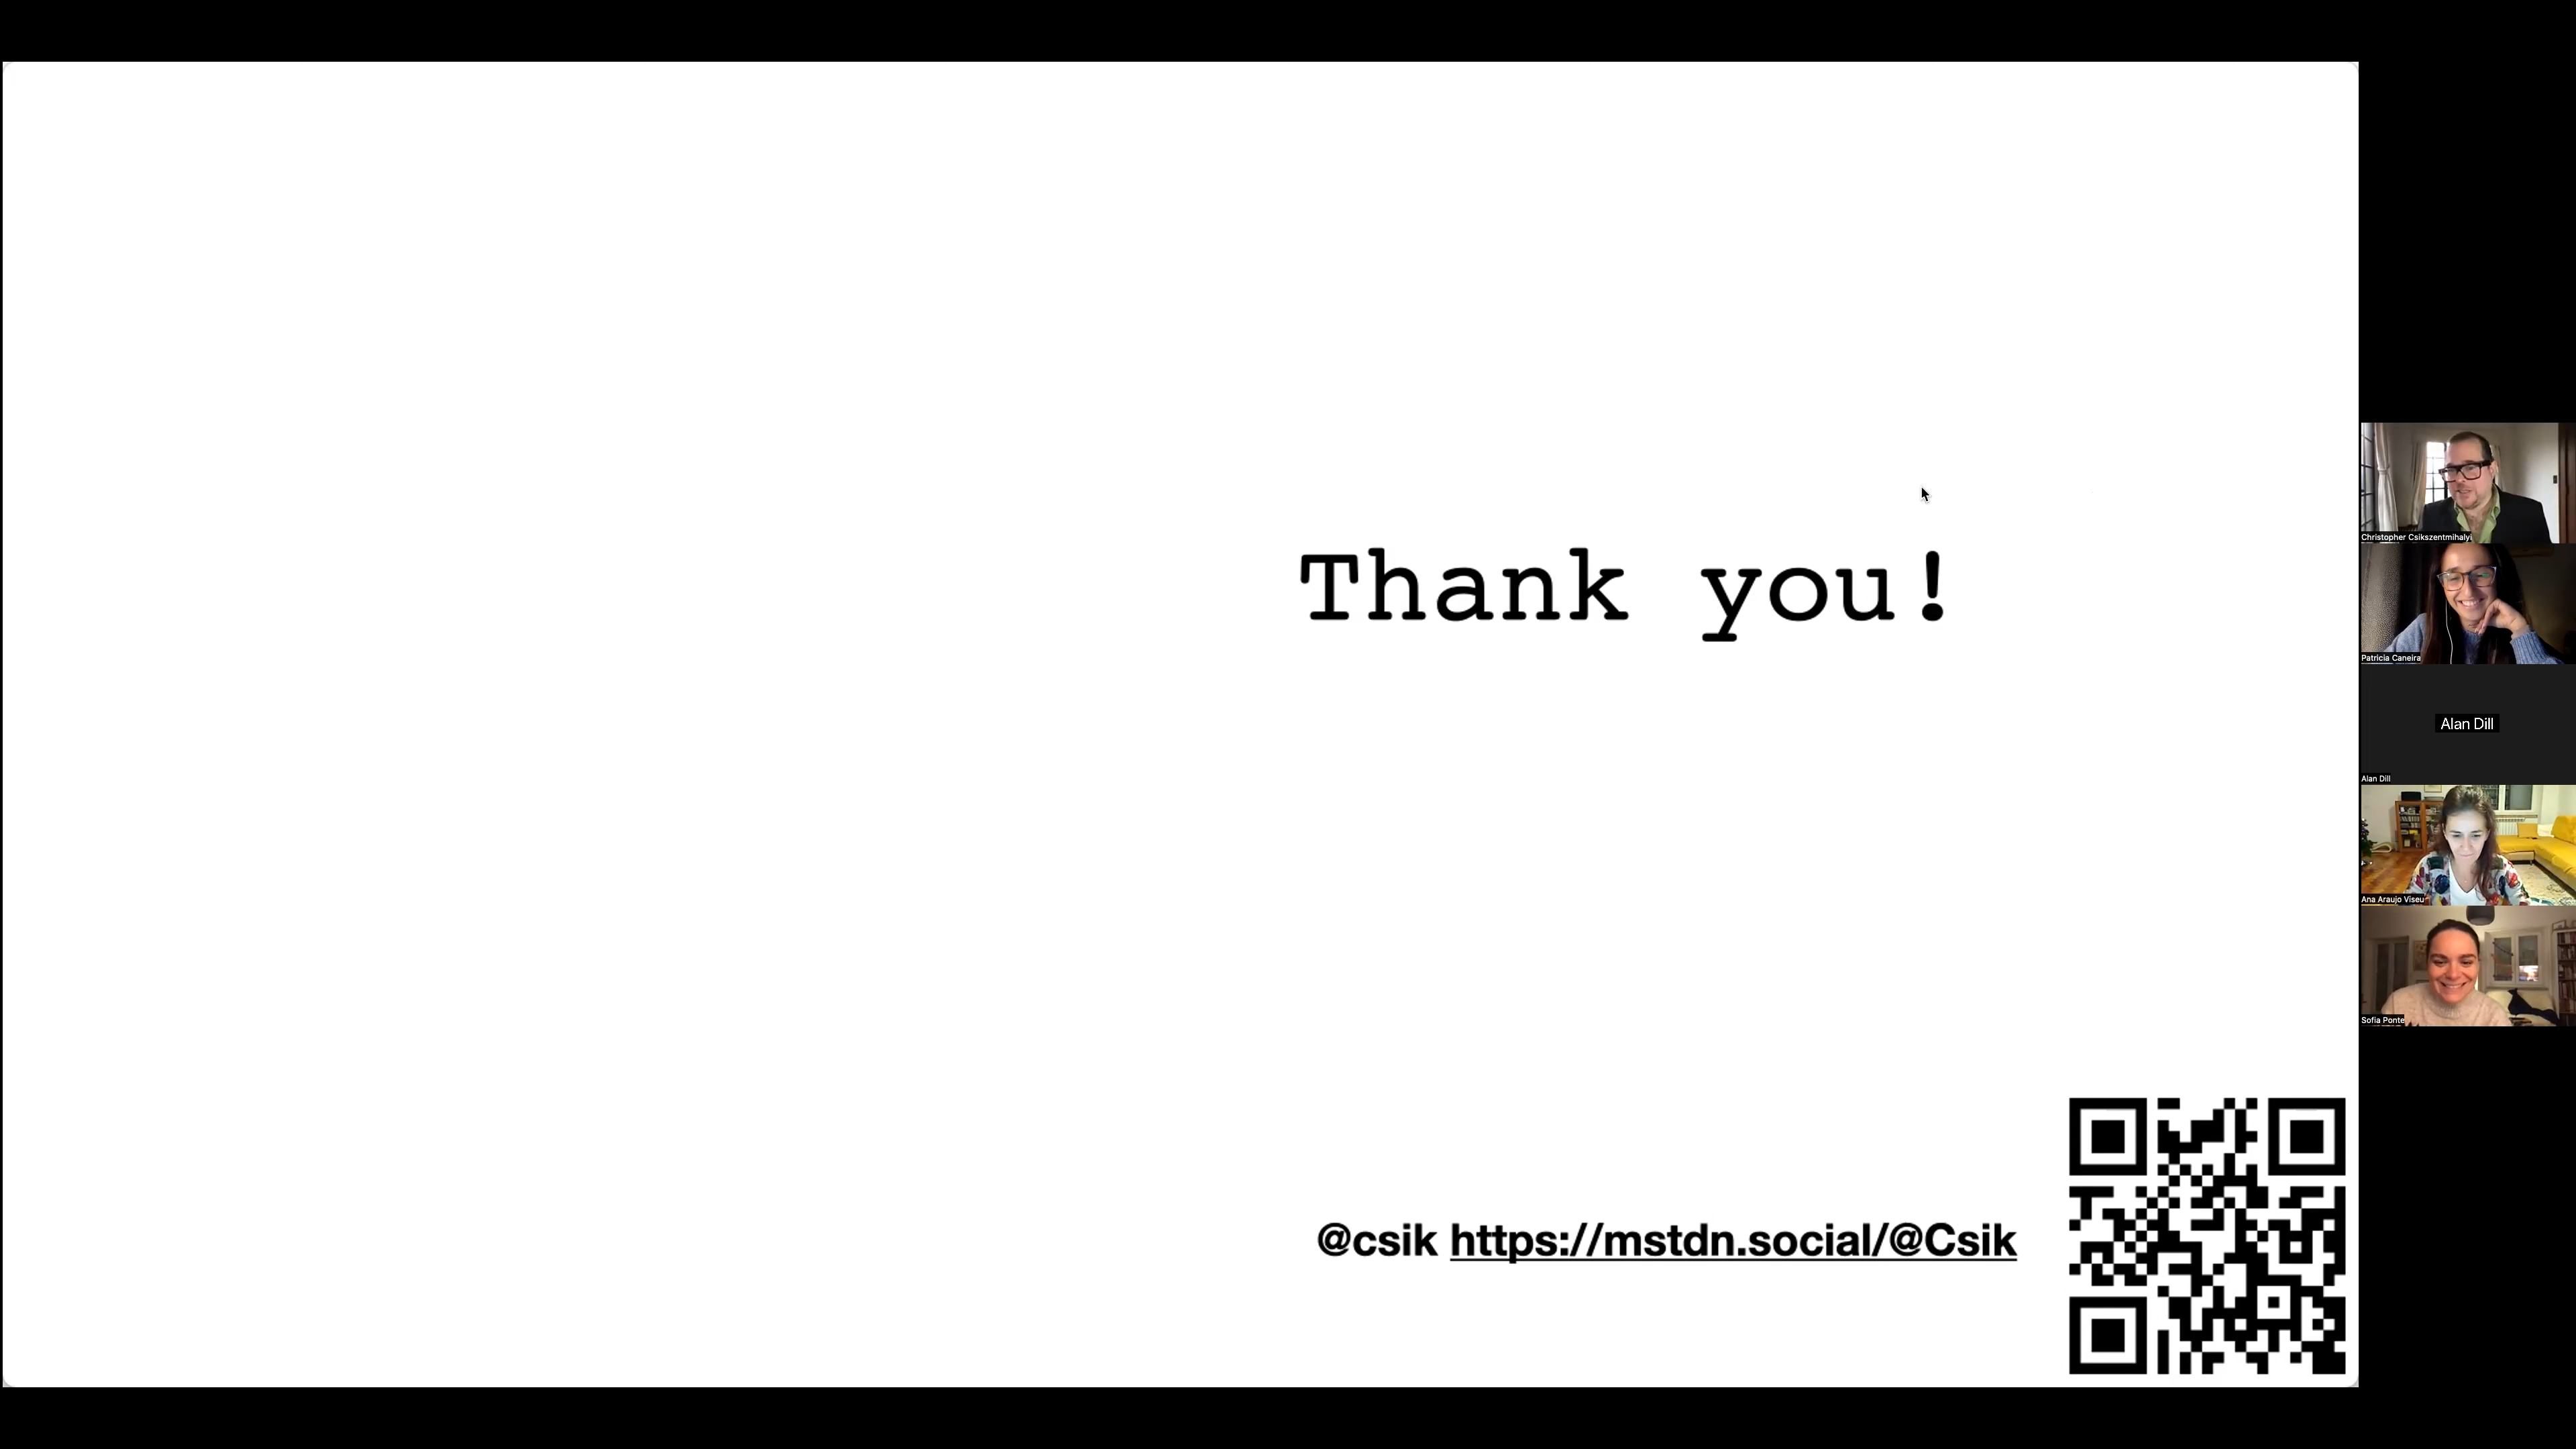 Thank you!
@csik https://mstdn.social/@Csik
Christopher Csikszentmihalyi
Patricia Caneira
Alan Dill
Alan Dill
Ana Araujo Viseu
Sofia Ponte